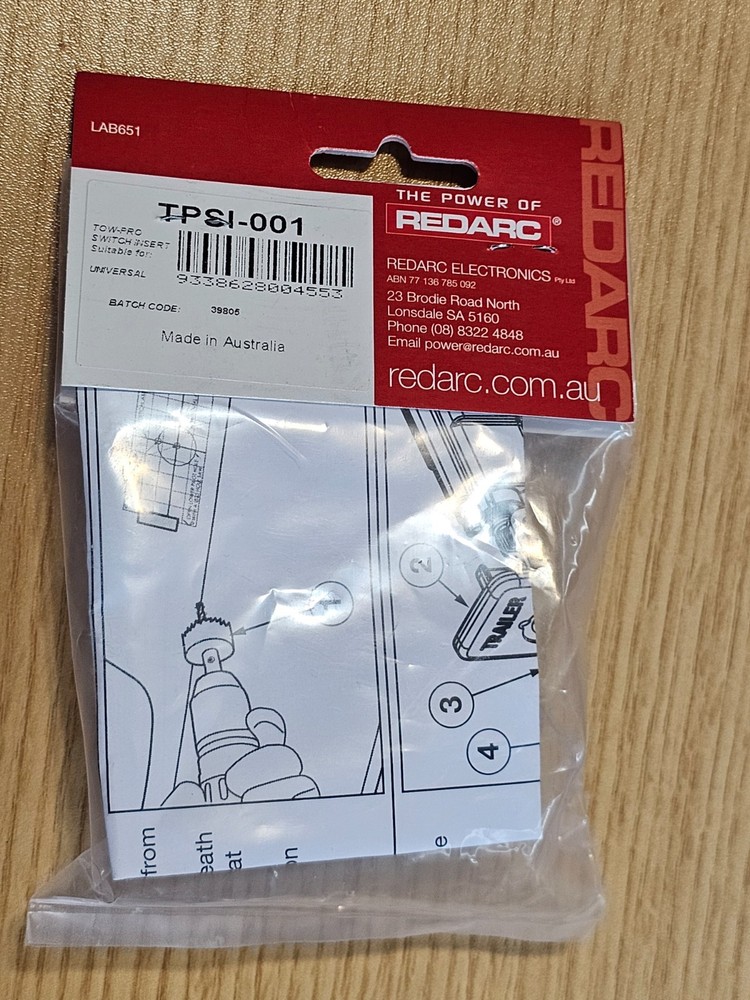 LAB651
TPSI-001
TOW-PRO
SWITCH INSERT
Suitable for:
UNIVERSAL
9338628004553
BATCH CODE: 39805
Made in Australia
THE POWER OF
REDARC®
REDARC ELECTRONICS Pty Ltd
ABN 77 136 785 092
23 Brodie Road North
Lonsdale SA 5160
Phone (08) 8322 4848
Email power@redarc.com.au
redarc.com.au
REDARC
1
2
TRAILER
3
4
from
eath
at
on
e